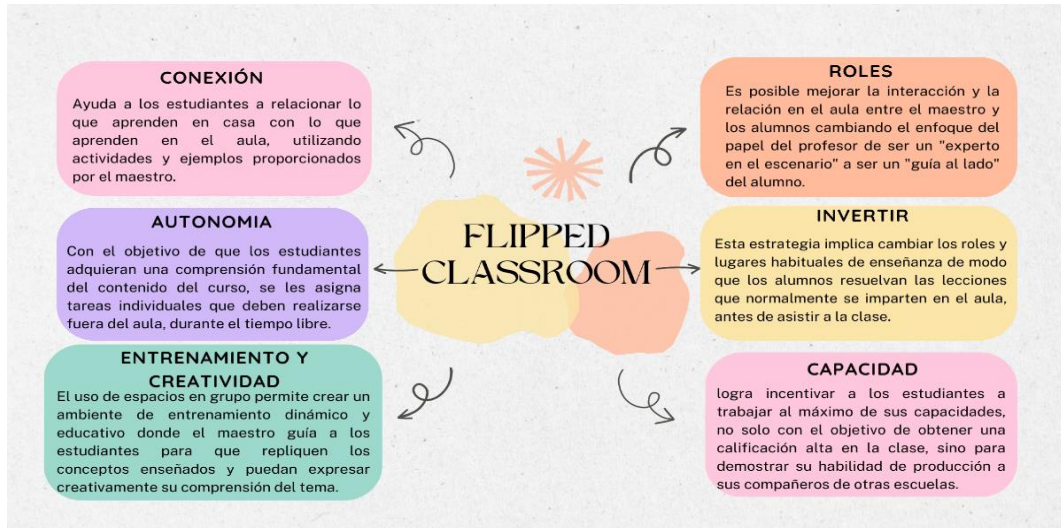 CONEXIÓN
Ayuda a los estudiantes a relacionar lo
que aprenden en casa con lo que
aprenden en el aula, utilizando
actividades y ejemplos proporcionados
por el maestro.
AUTONOMIA
Con el objetivo de que los estudiantes
adquieran una comprensión fundamental
del contenido del curso, se les asigna
tareas individuales que deben realizarse
fuera del aula, durante el tiempo libre.
ENTRENAMIENTO Y
CREATIVIDAD
El uso de espacios en grupo permite crear un
ambiente de entrenamiento dinámico y
educativo donde el maestro guía a los
estudiantes para que repliquen los
conceptos enseñados y puedan expresar
creativamente su comprensión del tema.
FLIPPED
CLASSROOM
ROLES
Es posible mejorar la interacción y la
relación en el aula entre el maestro y
los alumnos cambiando el enfoque del
papel del profesor de ser un "experto
en el escenario" a ser un "guía al lado"
del alumno.
INVERTIR
Esta estrategia implica cambiar los roles y
lugares habituales de enseñanza de modo
que los alumnos resuelvan las lecciones
que normalmente se imparten en el aula,
antes de asistir a la clase.
CAPACIDAD
logra incentivar a los estudiantes a
trabajar al máximo de sus capacidades,
no solo con el objetivo de obtener una
calificación alta en la clase, sino para
demostrar su habilidad de producción a
sus compañeros de otras escuelas.